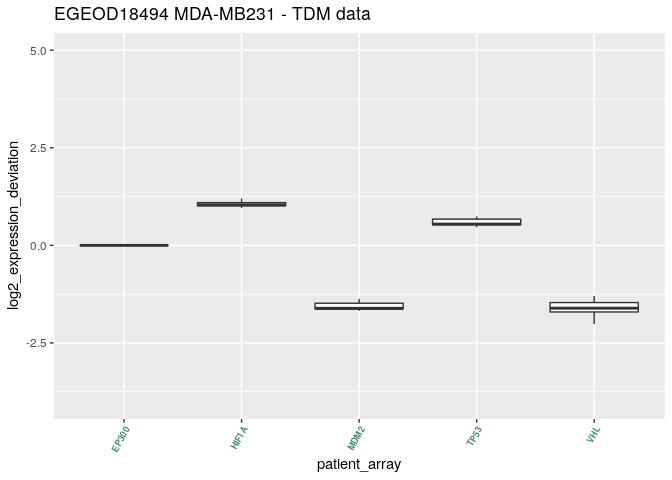 EGEOD18494 MDA-MB231 - TDM data
log2_expression_deviation
5.0
2.5
0.0
-2.5
EP300
HIF1A
MDM2
TP53
VHL
patient_array